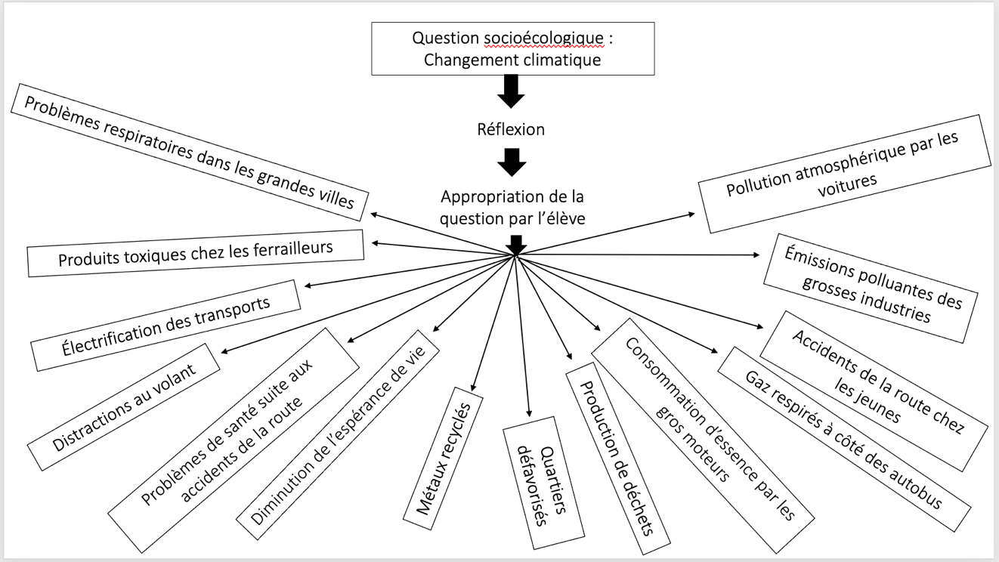 Question socioécologique :
Changement climatique
Réflexion
Appropriation de la
question par l'élève
Problèmes respiratoires dans les grandes villes
Produits toxiques chez les ferrailleurs
Électrification des transports
Distractions au volant
Problèmes de santé suite aux
accidents de la route
Diminution de l'espérance de vie
Métaux recyclés
Quartiers
défavorisés
Production de déchets
Consommation d'essence par les
gros moteurs
Gaz respirés à côté des autobus
Accidents de la route chez
les jeunes
Émissions polluantes des
grosses industries
Pollution atmosphérique par les
voitures